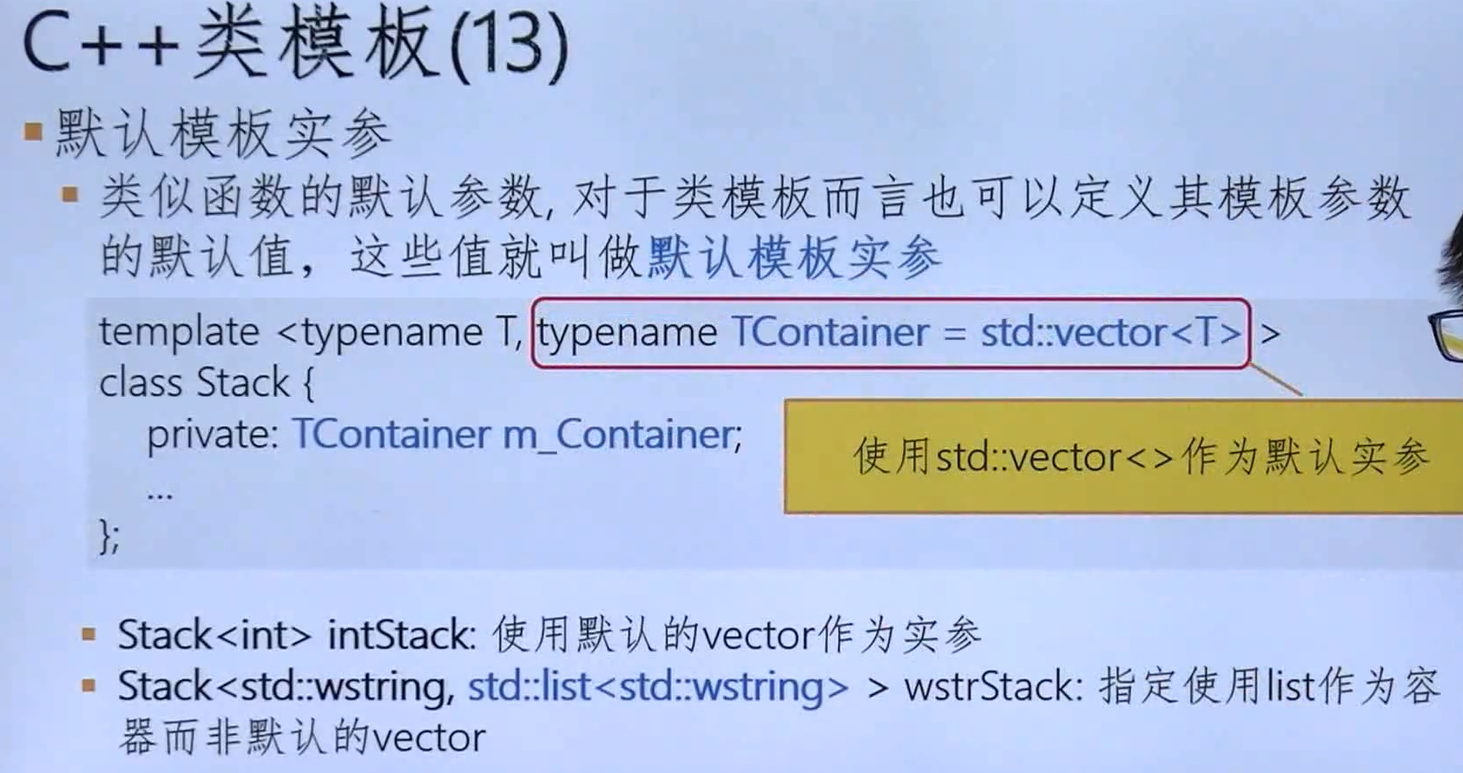 C++类模板(13)
默认模板实参
类似函数的默认参数, 对于类模板而言也可以定义其模板参数
的默认值，这些值就叫做默认模板实参
template <typename T, typename TContainer = std::vector<T> >
class Stack {
private: TContainer m_Container;
...
};
使用std::vector<>作为默认实参
Stack<int> intStack: 使用默认的vector作为实参
Stack<std::wstring, std::list<std::wstring> > wstrStack: 指定使用list作为容
器而非默认的vector